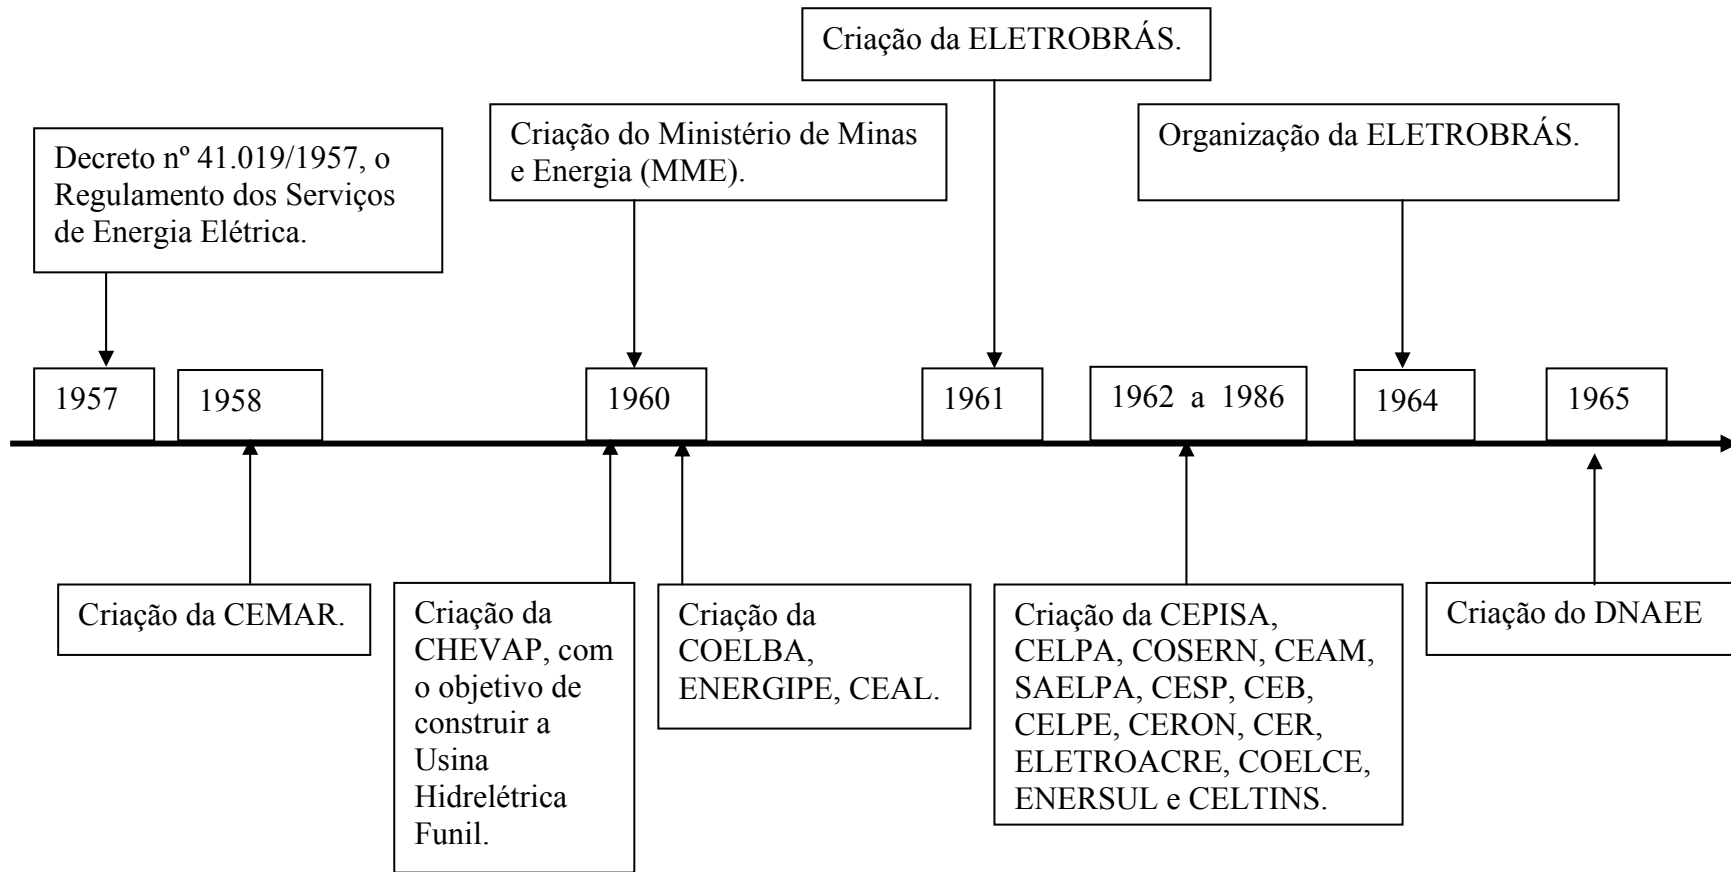 Criação da ELETROBRÁS.
Criação do Ministério de Minas
e Energia (MME).
Organização da ELETROBRÁS.
Decreto nº 41.019/1957, o
Regulamento dos Serviços
de Energia Elétrica.
1957
1958
1960
1961
1962 a 1986
1964
1965
Criação da CEMAR.
Criação da
CHEVAP, com
o objetivo de
construir a
Usina
Hidrelétrica
Funil.
Criação da
COELBA,
ENERGIPE, CEAL.
Criação da CEPISA,
CELPA, COSERN, CEAM,
SAELPA, CESP, CEB,
CELPE, CERON, CER,
ELETROACRE, COELCE,
ENERSUL e CELTINS.
Criação do DNAEE